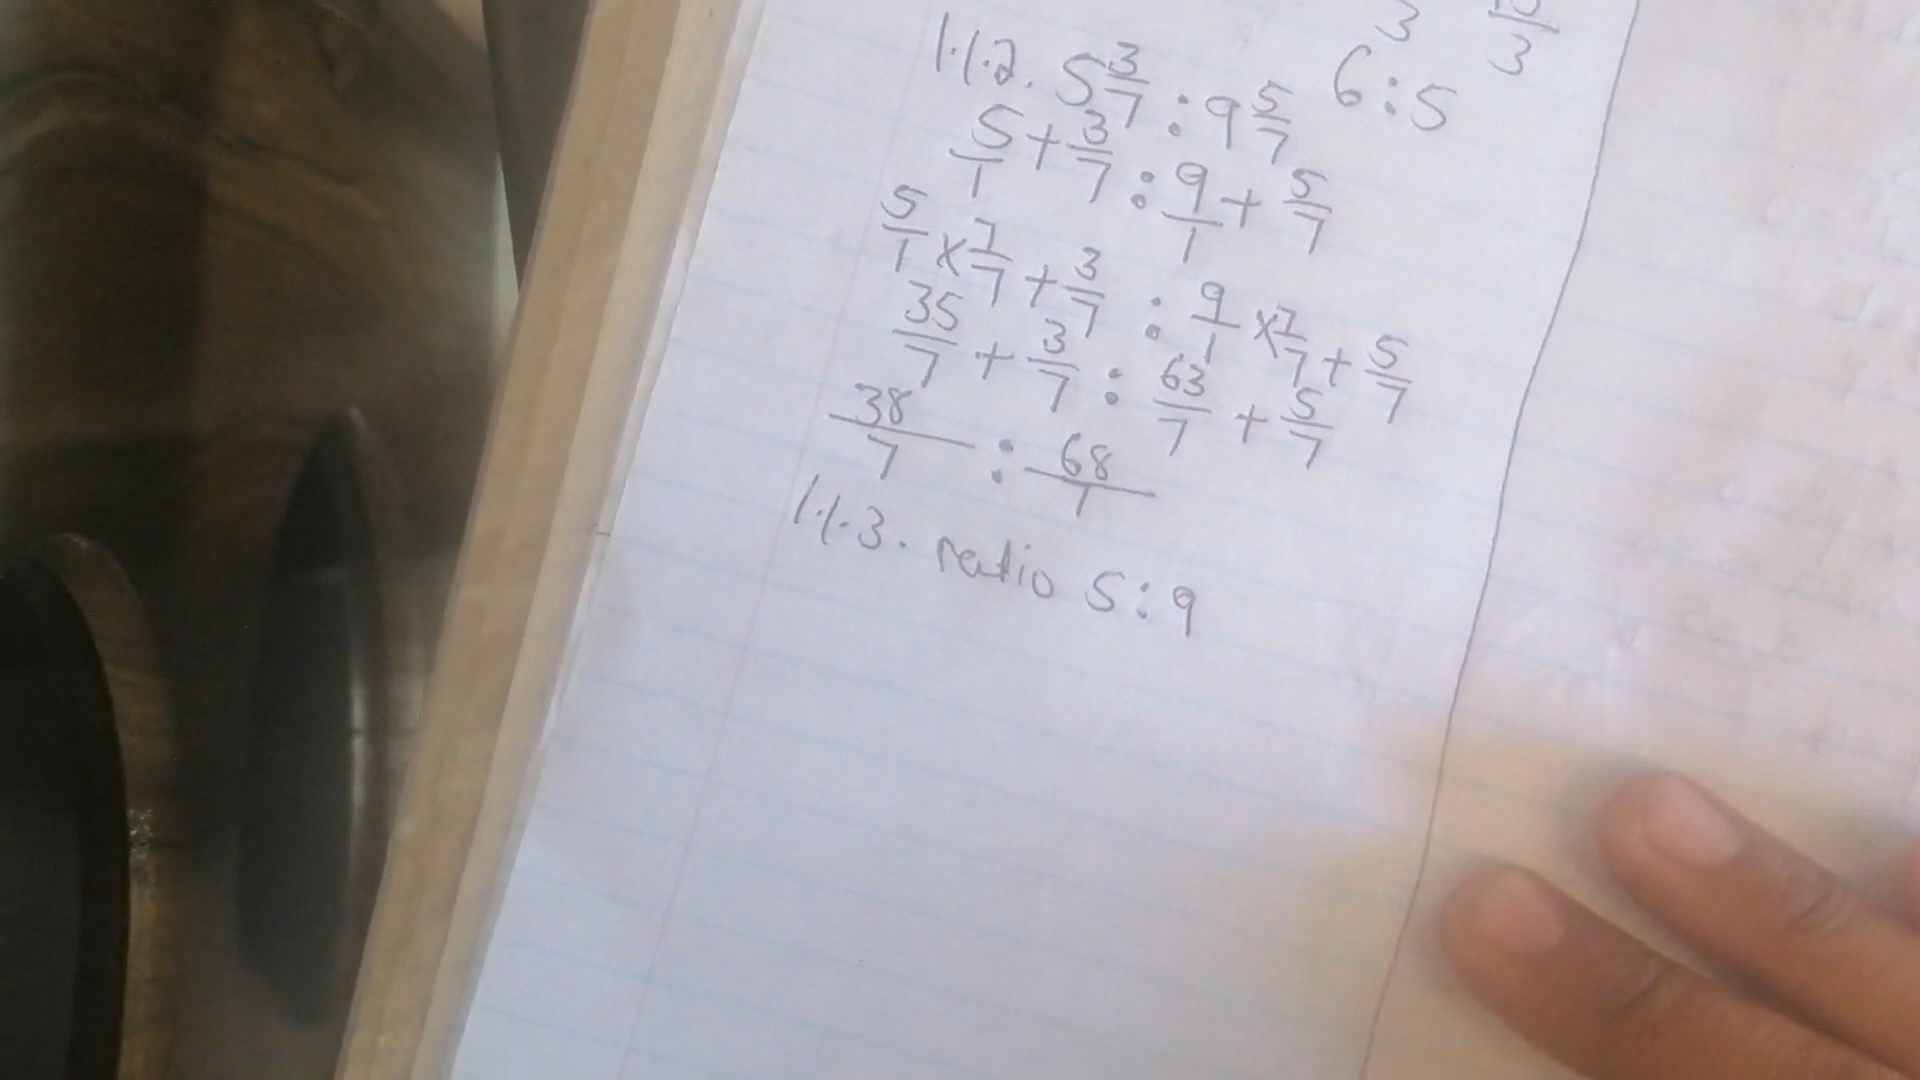 3 10/3
6:5
1.1.2. 5 3/7 : 9 5/7
5/1 + 3/7 : 9/1 + 5/7
5/1 × 7/7 + 3/7 : 9/1 × 7/7 + 5/7
35/7 + 3/7 : 63/7 + 5/7
38/7 : 68/1
1.1.3. ratio 5:9